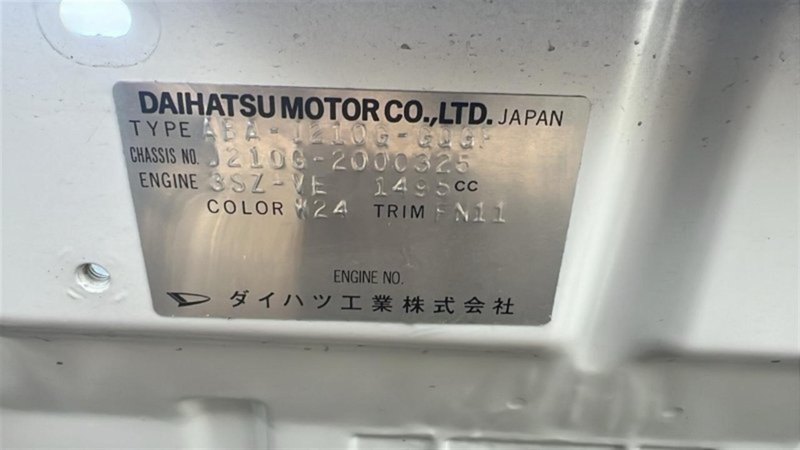 DAIHATSU MOTOR CO.,LTD. JAPAN
TYPE ABA-J210G-GQGF
CHASSIS NO. J210G-2000325
ENGINE 3SZ-VE 1495CC
COLOR W24 TRIM FN11
ENGINE NO.
ダイハツ工業株式会社